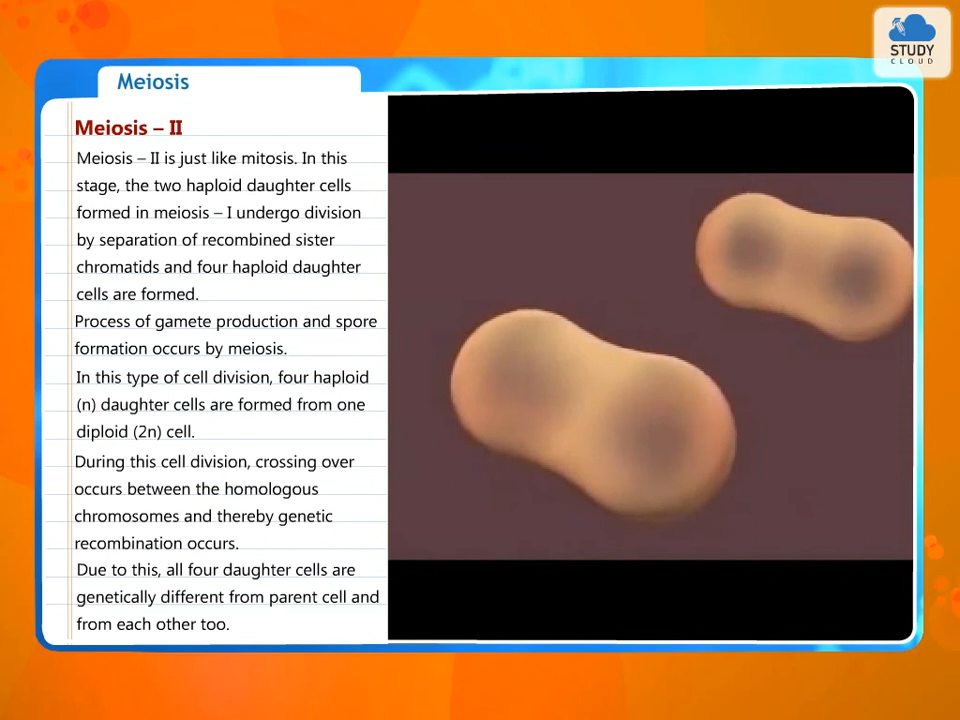 STUDY
CLOUD
Meiosis
Meiosis – II
Meiosis – II is just like mitosis. In this
stage, the two haploid daughter cells
formed in meiosis – I undergo division
by separation of recombined sister
chromatids and four haploid daughter
cells are formed.
Process of gamete production and spore
formation occurs by meiosis.
In this type of cell division, four haploid
(n) daughter cells are formed from one
diploid (2n) cell.
During this cell division, crossing over
occurs between the homologous
chromosomes and thereby genetic
recombination occurs.
Due to this, all four daughter cells are
genetically different from parent cell and
from each other too.